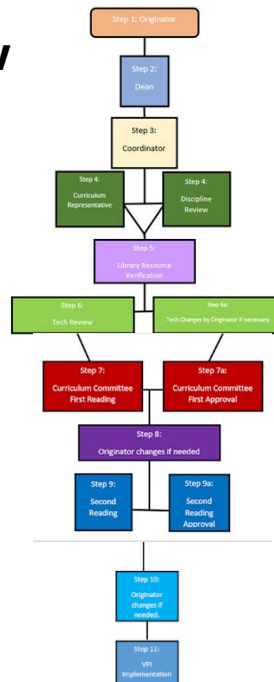 Step 1: Originator
Step 2:
Dean
Step 3:
Coordinator
Step 4:
Curriculum
Representative
Step 4:
Discipline
Review
Step 5:
Library Resource
Verification
Step 6:
Tech Review
Step 6a:
Tech Changes by Originator if necessary
Step 7:
Curriculum Committee
First Reading
Step 7a:
Curriculum Committee
First Approval
Step 8:
Originator changes if needed
Step 9:
Second
Reading
Step 9a:
Second
Reading
Approval
Step 10:
Originator
changes if
needed.
Step 11:
VPI
Implementation